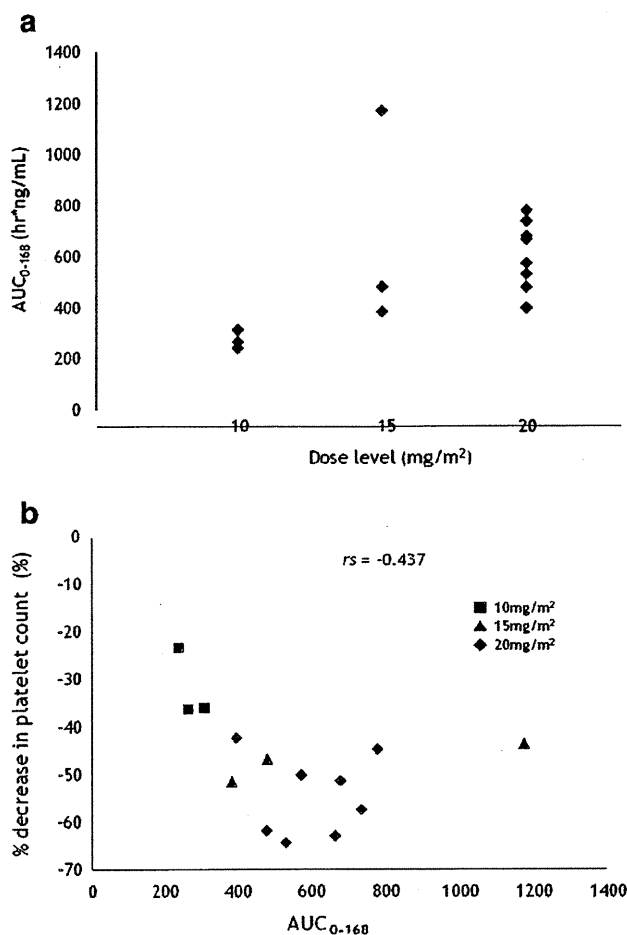 a
1400
1200
1000
800
600
400
200
0
AUC0-168 (hr*ng/mL)
10 15 20
Dose level (mg/m²)
b
0
-10
-20
-30
-40
-50
-60
-70
% decrease in platelet count (%)
rs = -0.437
10mg/m²
15mg/m²
20mg/m²
0 200 400 600 800 1000 1200 1400
AUC0-168